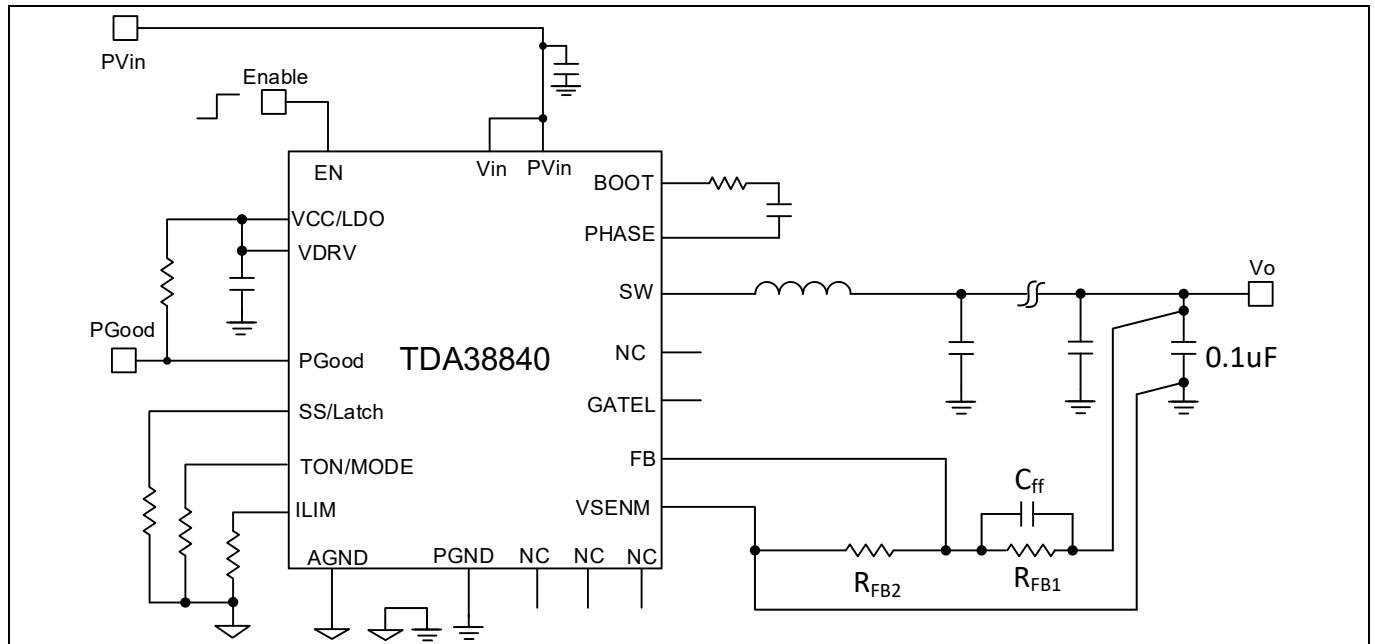 PVin
Enable
EN
Vin
PVin
BOOT
VCC/LDO
PHASE
VDRV
SW
Vo
PGood
PGood
TDA38840
NC
0.1uF
SS/Latch
GATEL
TON/MODE
FB
Cff
ILIM
VSENM
AGND
PGND
NC
NC
NC
RFB2
RFB1